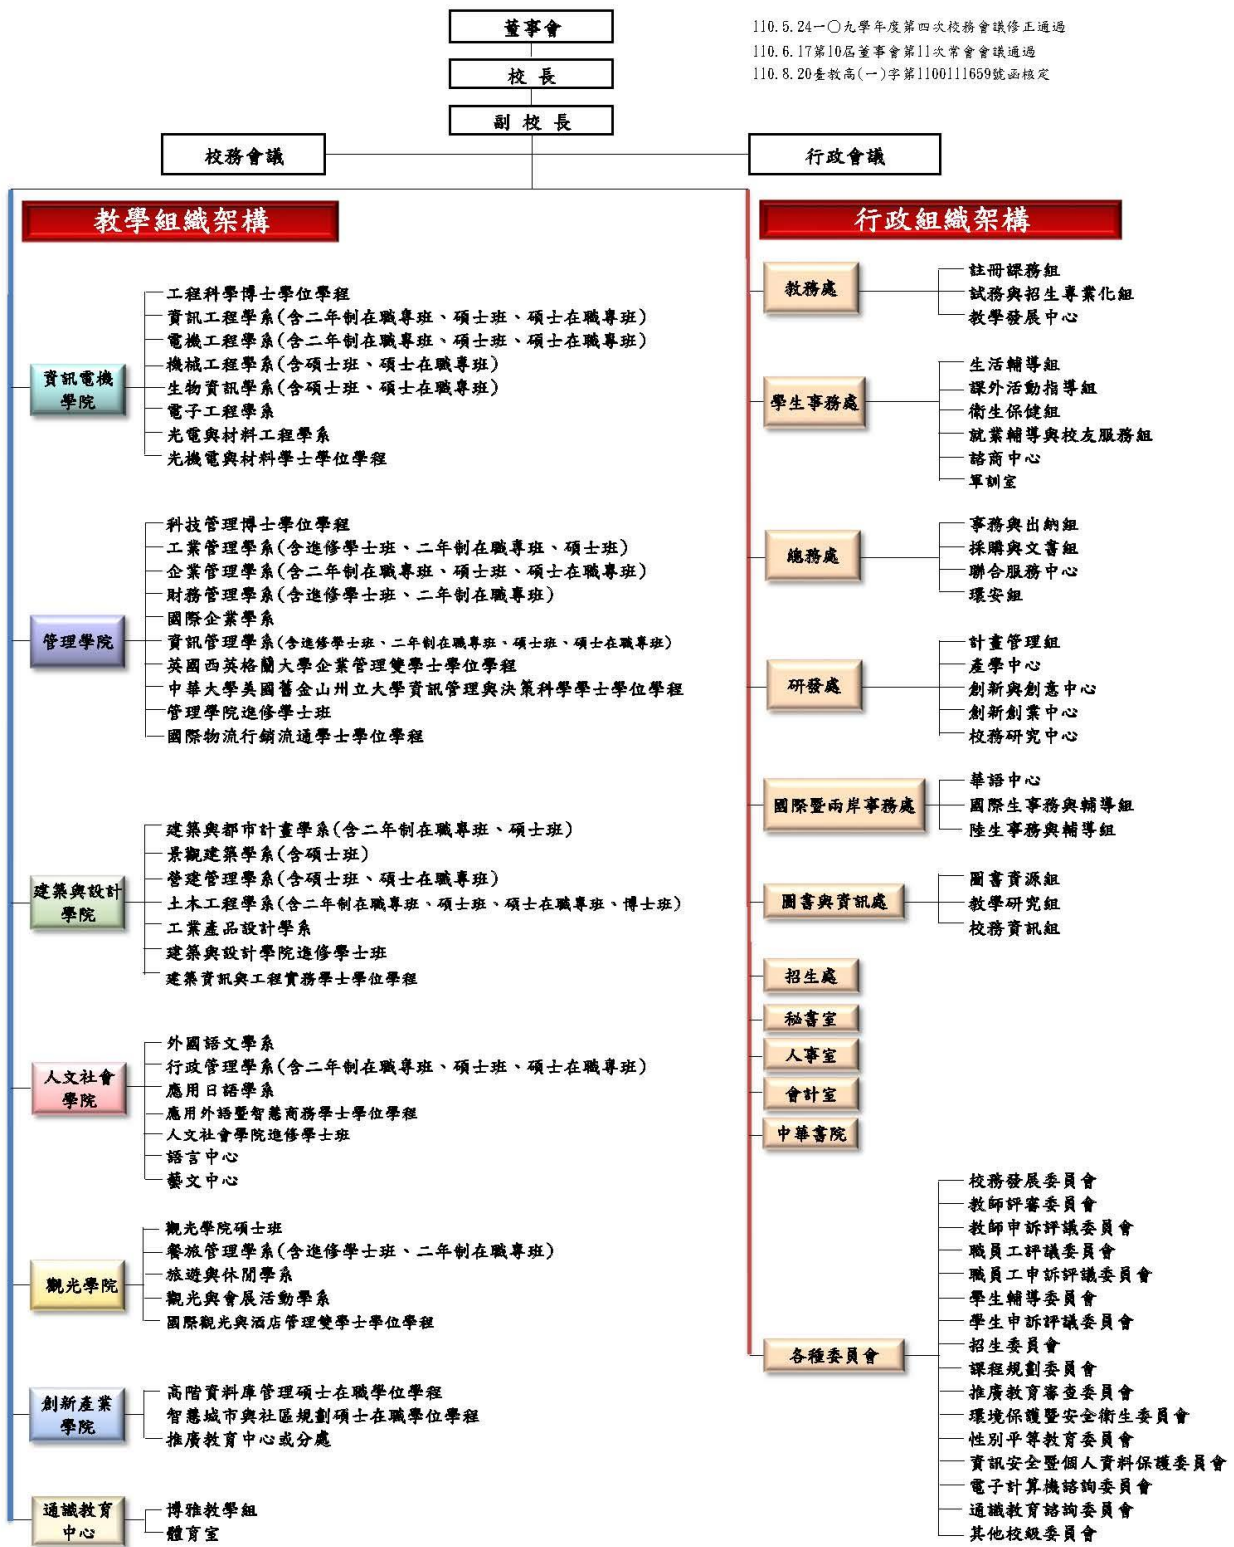 董事會
校長
副校長
校務會議
行政會議
110.5.24一〇九學年度第四次校務會議修正通過
110.6.17第10屆董事會第11次常會會議通過
110.8.20臺教高(一)字第1100111659號函核定
教學組織架構
資訊電機
學院
工程科學博士學位學程
資訊工程學系(含二年制在職專班、碩士班、碩士在職專班)
電機工程學系(含二年制在職專班、碩士班、碩士在職專班)
機械工程學系(含碩士班、碩士在職專班)
生物資訊學系(含碩士班、碩士在職專班)
電子工程學系
光電與材料工程學系
光機電與材料學士學位學程
管理學院
科技管理博士學位學程
工業管理學系(含進修學士班、二年制在職專班、碩士班)
企業管理學系(含二年制在職專班、碩士班、碩士在職專班)
財務管理學系(含進修學士班、二年制在職專班)
國際企業學系
資訊管理學系(含進修學士班、二年制在職專班、碩士班、碩士在職專班)
英國西英格蘭大學企業管理雙學士學位學程
中華大學美國舊金山州立大學資訊管理與決策科學學士學位學程
管理學院進修學士班
國際物流行銷流通學士學位學程
建築與設計
學院
建築與都市計畫學系(含二年制在職專班、碩士班)
景觀建築學系(含碩士班)
營建管理學系(含碩士班、碩士在職專班)
土木工程學系(含二年制在職專班、碩士班、碩士在職專班、博士班)
工業產品設計學系
建築與設計學院進修學士班
建築資訊與工程實務學士學位學程
人文社會
學院
外國語文學系
行政管理學系(含二年制在職專班、碩士班、碩士在職專班)
應用日語學系
應用外語暨智慧商務學士學位學程
人文社會學院進修學士班
語言中心
藝文中心
觀光學院
觀光學院碩士班
餐旅管理學系(含進修學士班、二年制在職專班)
旅遊與休閒學系
觀光與會展活動學系
國際觀光與酒店管理雙學士學位學程
創新產業
學院
高階資料庫管理碩士在職學位學程
智慧城市與社區規劃碩士在職學位學程
推廣教育中心或分處
通識教育
中心
博雅教學組
體育室
行政組織架構
教務處
註冊課務組
試務與招生專業化組
教學發展中心
學生事務處
生活輔導組
課外活動指導組
衛生保健組
就業輔導與校友服務組
諮商中心
軍訓室
總務處
事務與出納組
採購與文書組
聯合服務中心
環安組
研發處
計畫管理組
產學中心
創新與創意中心
創新創業中心
校務研究中心
國際暨兩岸事務處
華語中心
國際生事務與輔導組
陸生事務與輔導組
圖書與資訊處
圖書資源組
教學研究組
校務資訊組
招生處
秘書室
人事室
會計室
中華書院
各種委員會
校務發展委員會
教師評審委員會
教師申訴評議委員會
職員工評議委員會
職員工申訴評議委員會
學生輔導委員會
學生申訴評議委員會
招生委員會
課程規劃委員會
推廣教育審查委員會
環境保護暨安全衛生委員會
性別平等教育委員會
資訊安全暨個人資料保護委員會
電子計算機諮詢委員會
通識教育諮詢委員會
其他校級委員會